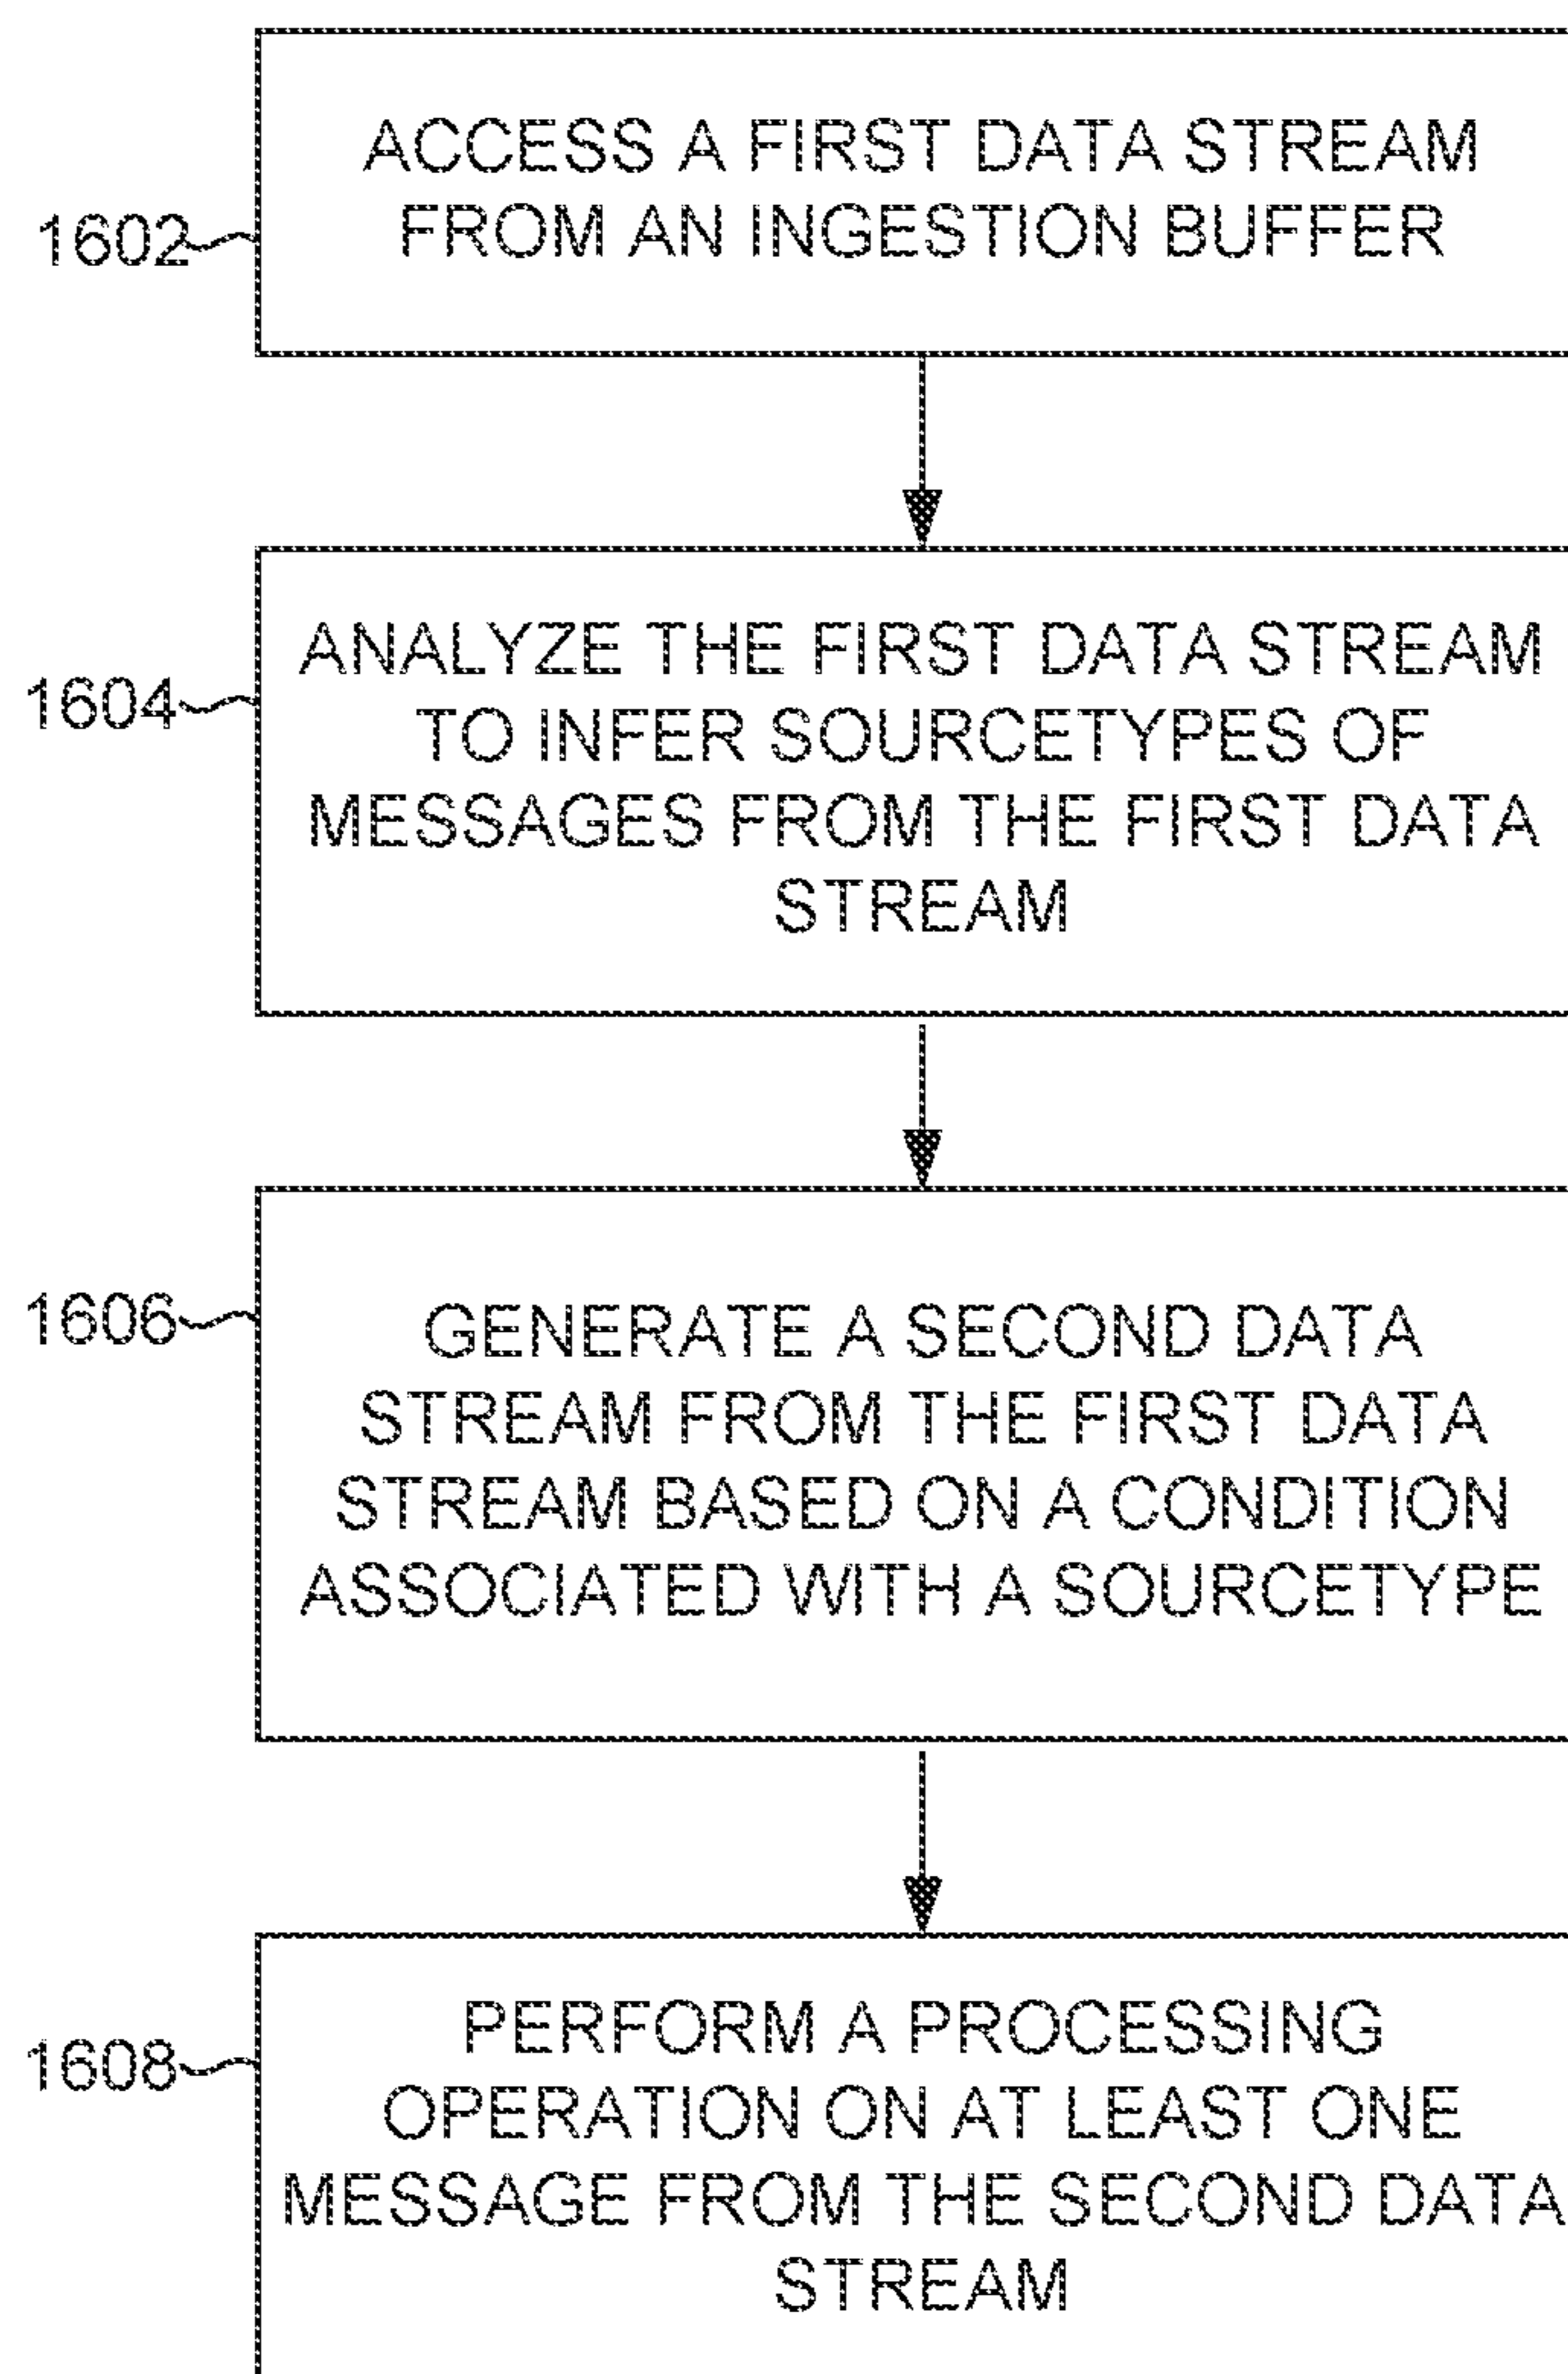 ACCESS A FIRST DATA STREAM
FROM AN INGESTION BUFFER
1602
ANALYZE THE FIRST DATA STREAM
TO INFER SOURCETYPES OF
MESSAGES FROM THE FIRST DATA
STREAM
1604
GENERATE A SECOND DATA
STREAM FROM THE FIRST DATA
STREAM BASED ON A CONDITION
ASSOCIATED WITH A SOURCETYPE
1606
PERFORM A PROCESSING
OPERATION ON AT LEAST ONE
MESSAGE FROM THE SECOND DATA
STREAM
1608